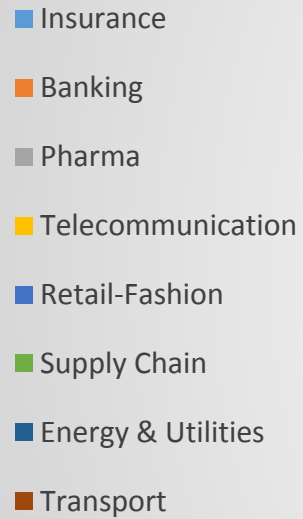 Insurance
Banking
Pharma
Telecommunication
Retail-Fashion
Supply Chain
Energy & Utilities
Transport